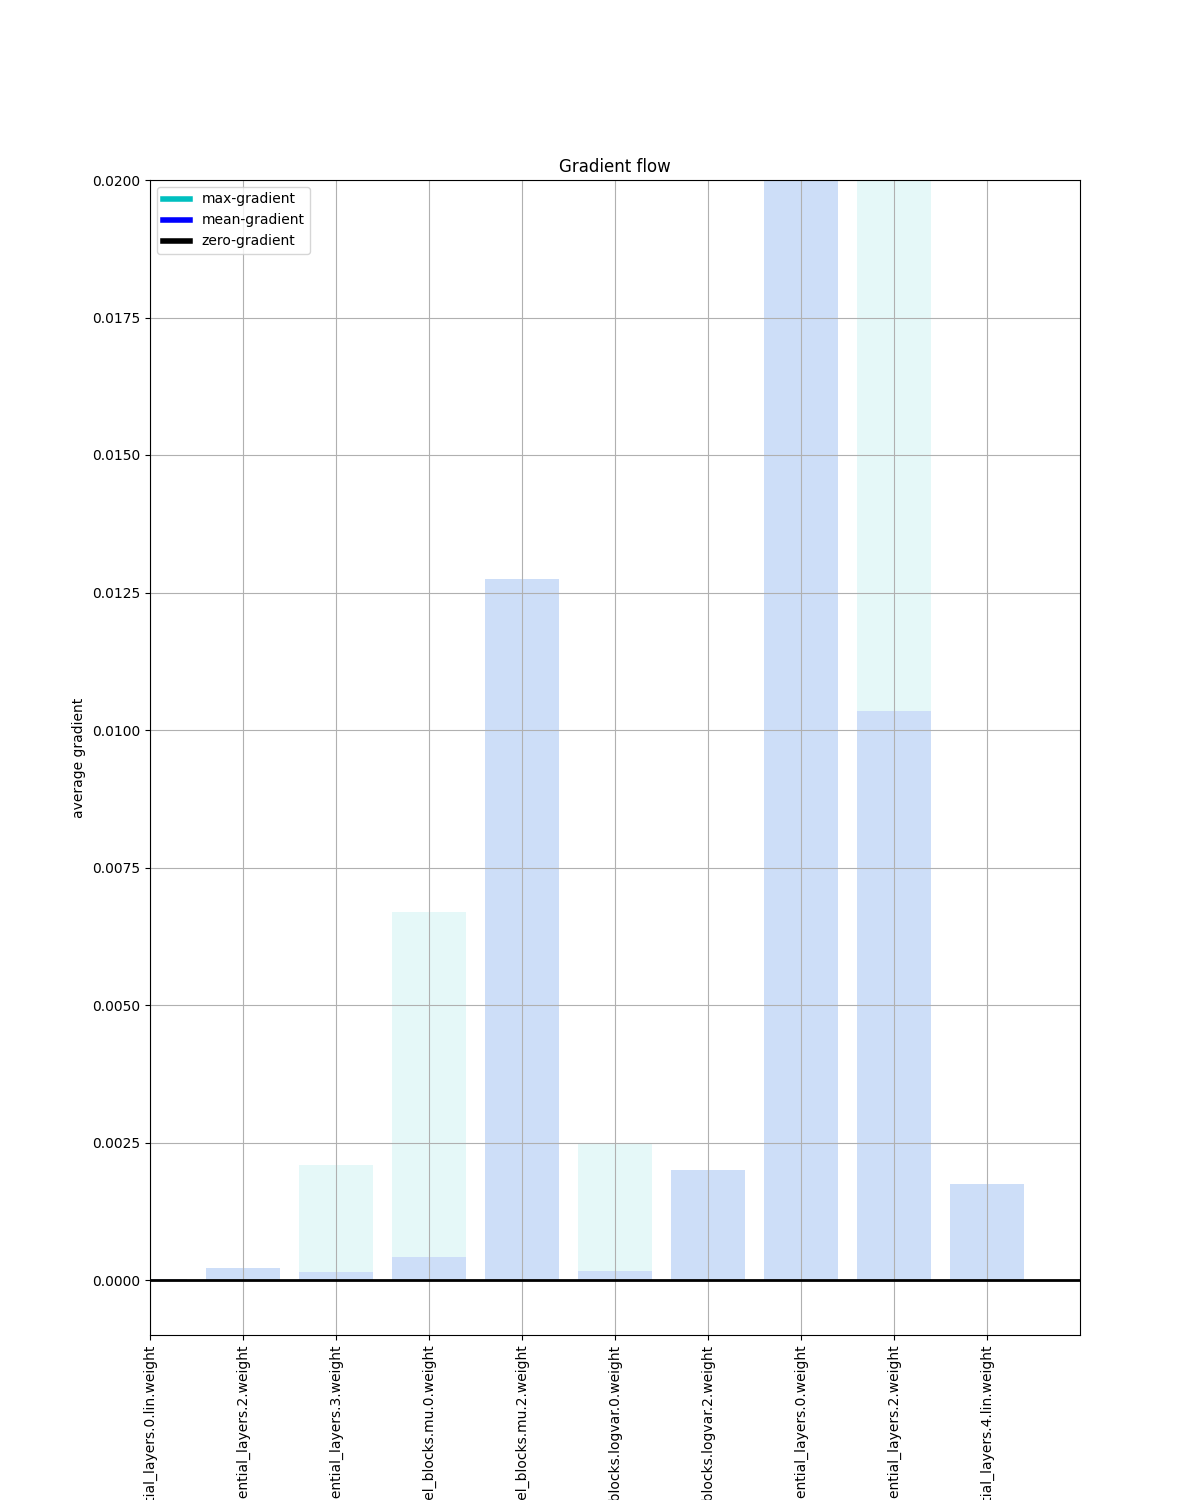 Gradient flow
max-gradient
mean-gradient
zero-gradient
0.0200
0.0175
0.0150
0.0125
0.0100
0.0075
0.0050
0.0025
0.0000
average gradient
tial_layers.0.lin.weight
ential_layers.2.weight
ential_layers.3.weight
el_blocks.mu.0.weight
el_blocks.mu.2.weight
blocks.logvar.0.weight
blocks.logvar.2.weight
ential_layers.0.weight
ential_layers.2.weight
tial_layers.4.lin.weight